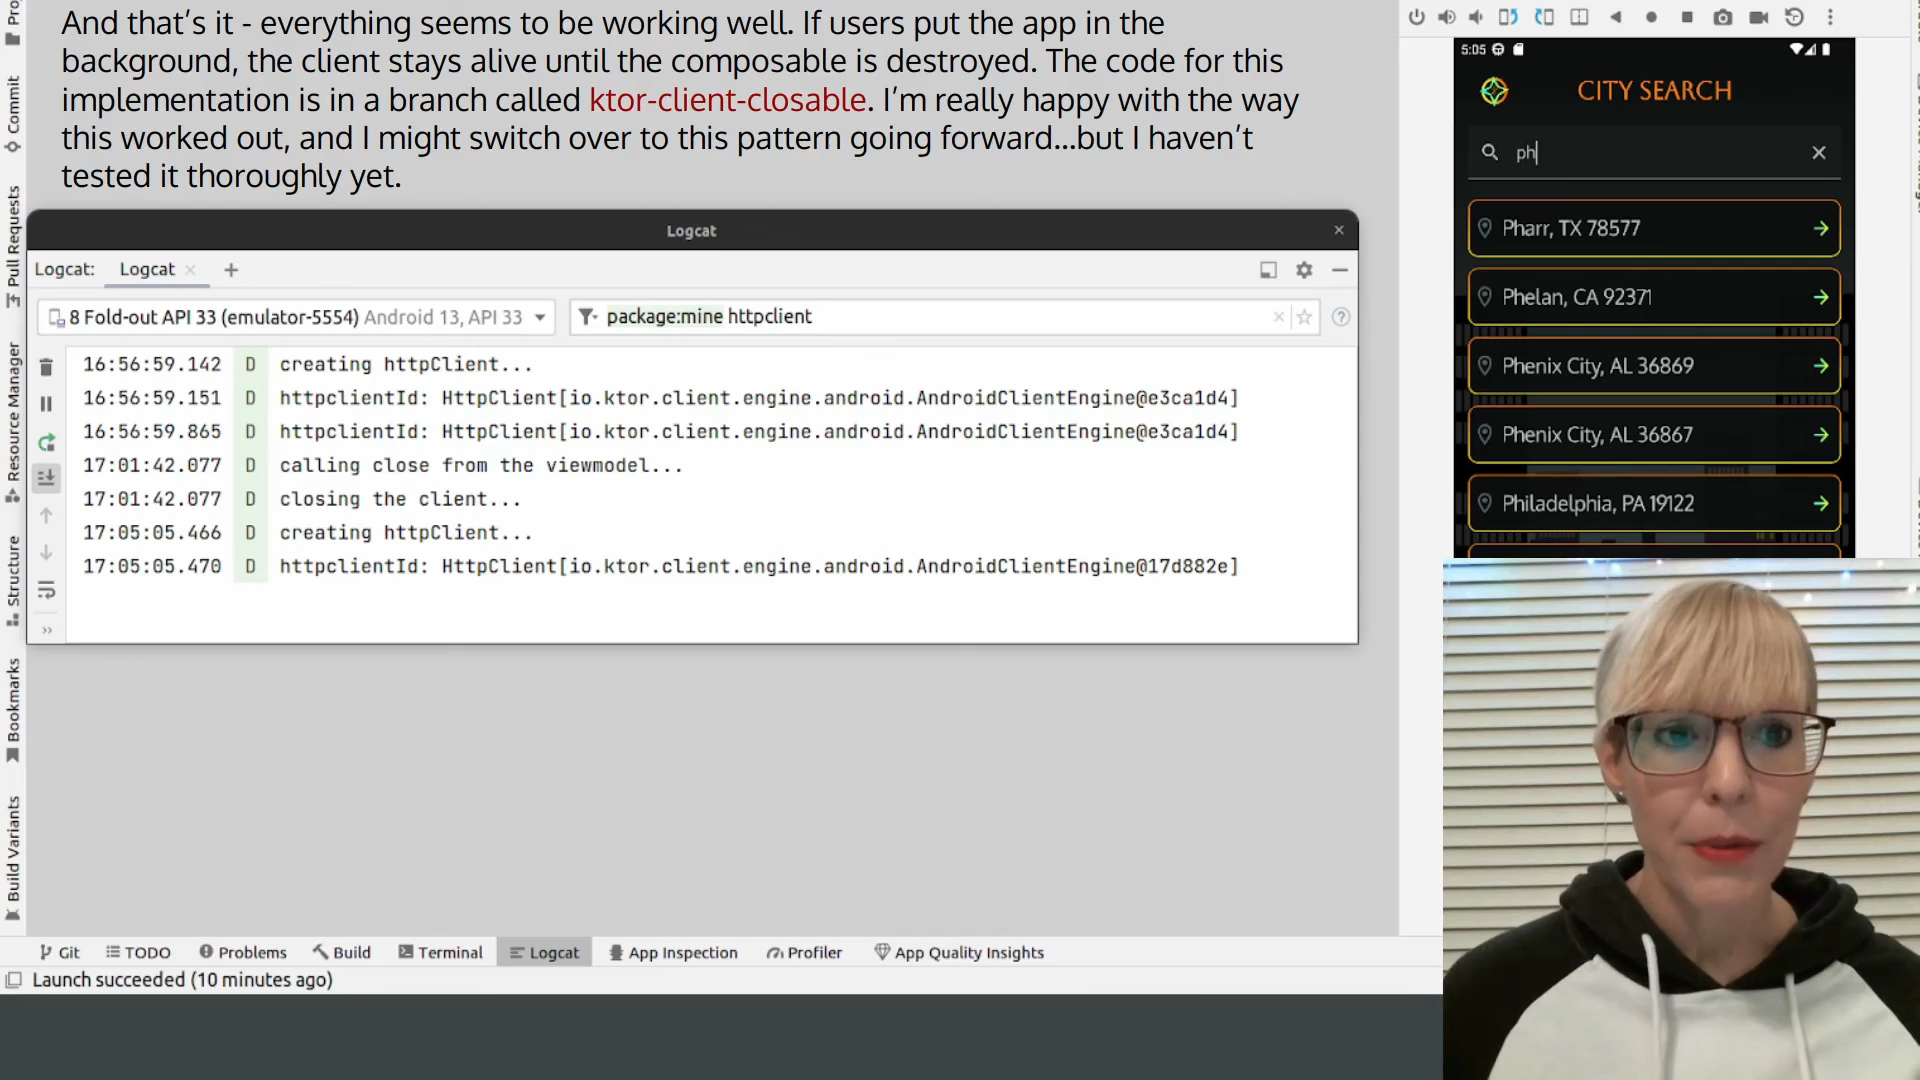 And that's it - everything seems to be working well. If users put the app in the
background, the client stays alive until the composable is destroyed. The code for this
implementation is in a branch called ktor-client-closable. I'm really happy with the way
this worked out, and I might switch over to this pattern going forward...but I haven't
tested it thoroughly yet.
Logcat
Logcat: Logcat
8 Fold-out API 33 (emulator-5554) Android 13, API 33
package:mine httpclient
16:56:59.142 D creating httpClient...
16:56:59.151 D httpclientId: HttpClient[io.ktor.client.engine.android.AndroidClientEngine@e3ca1d4]
16:56:59.865 D httpclientId: HttpClient[io.ktor.client.engine.android.AndroidClientEngine@e3ca1d4]
17:01:42.077 D calling close from the viewmodel...
17:01:42.077 D closing the client...
17:05:05.466 D creating httpClient...
17:05:05.470 D httpclientId: HttpClient[io.ktor.client.engine.android.AndroidClientEngine@17d882e]
Commit
Pull Requests
Resource Manager
Structure
Bookmarks
Build Variants
5:05
CITY SEARCH
ph
Pharr, TX 78577
Phelan, CA 92371
Phenix City, AL 36869
Phenix City, AL 36867
Philadelphia, PA 19122
Git TODO Problems Build Terminal Logcat App Inspection Profiler App Quality Insights
Launch succeeded (10 minutes ago)